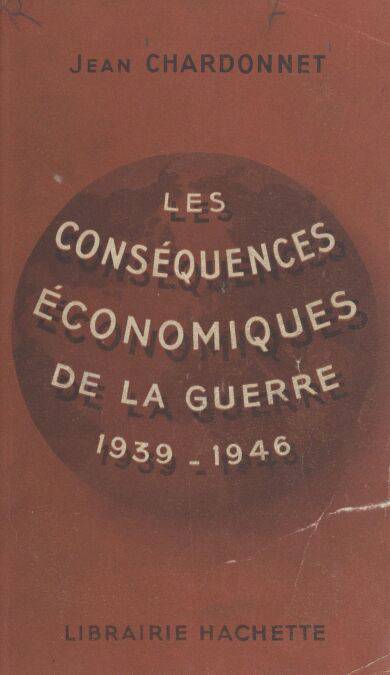 JEAN CHARDONNET
LES
CONSÉQUENCES
ÉCONOMIQUES
DE LA GUERRE
1939 - 1946
LIBRAIRIE HACHETTE